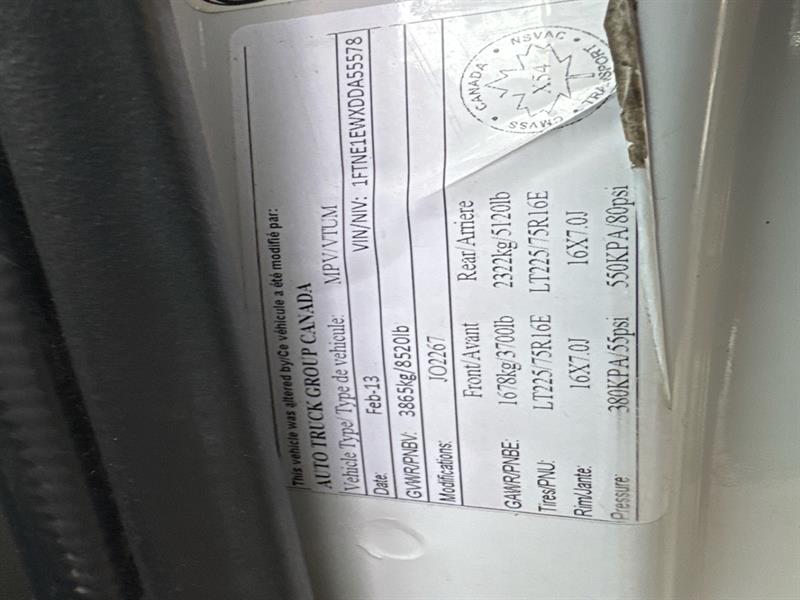 This vehicle was altered by/Ce véhicule a été modifié par:
AUTO TRUCK GROUP CANADA
Vehicle Type/ Type de vehicule: MPV/VTUM
Date: Feb-13 VIN/NIV: 1FTNE1EWXDDA55578
GVWR/PNBV: 3865kg/8520lb
Modifications: JO2267
Front/Avant Rear/Arriere
GAWR/PNBE: 1678kg/3700lb 2322kg/5120lb
Tires/PNU: LT225/75R16E LT225/75R16E
Rim/Jante: 16X7.0J 16X7.0J
Pressure: 380KPA/55psi 550KPA/80psi
CANADA • NSVAC • TRANSPORT • CMVSS
X54